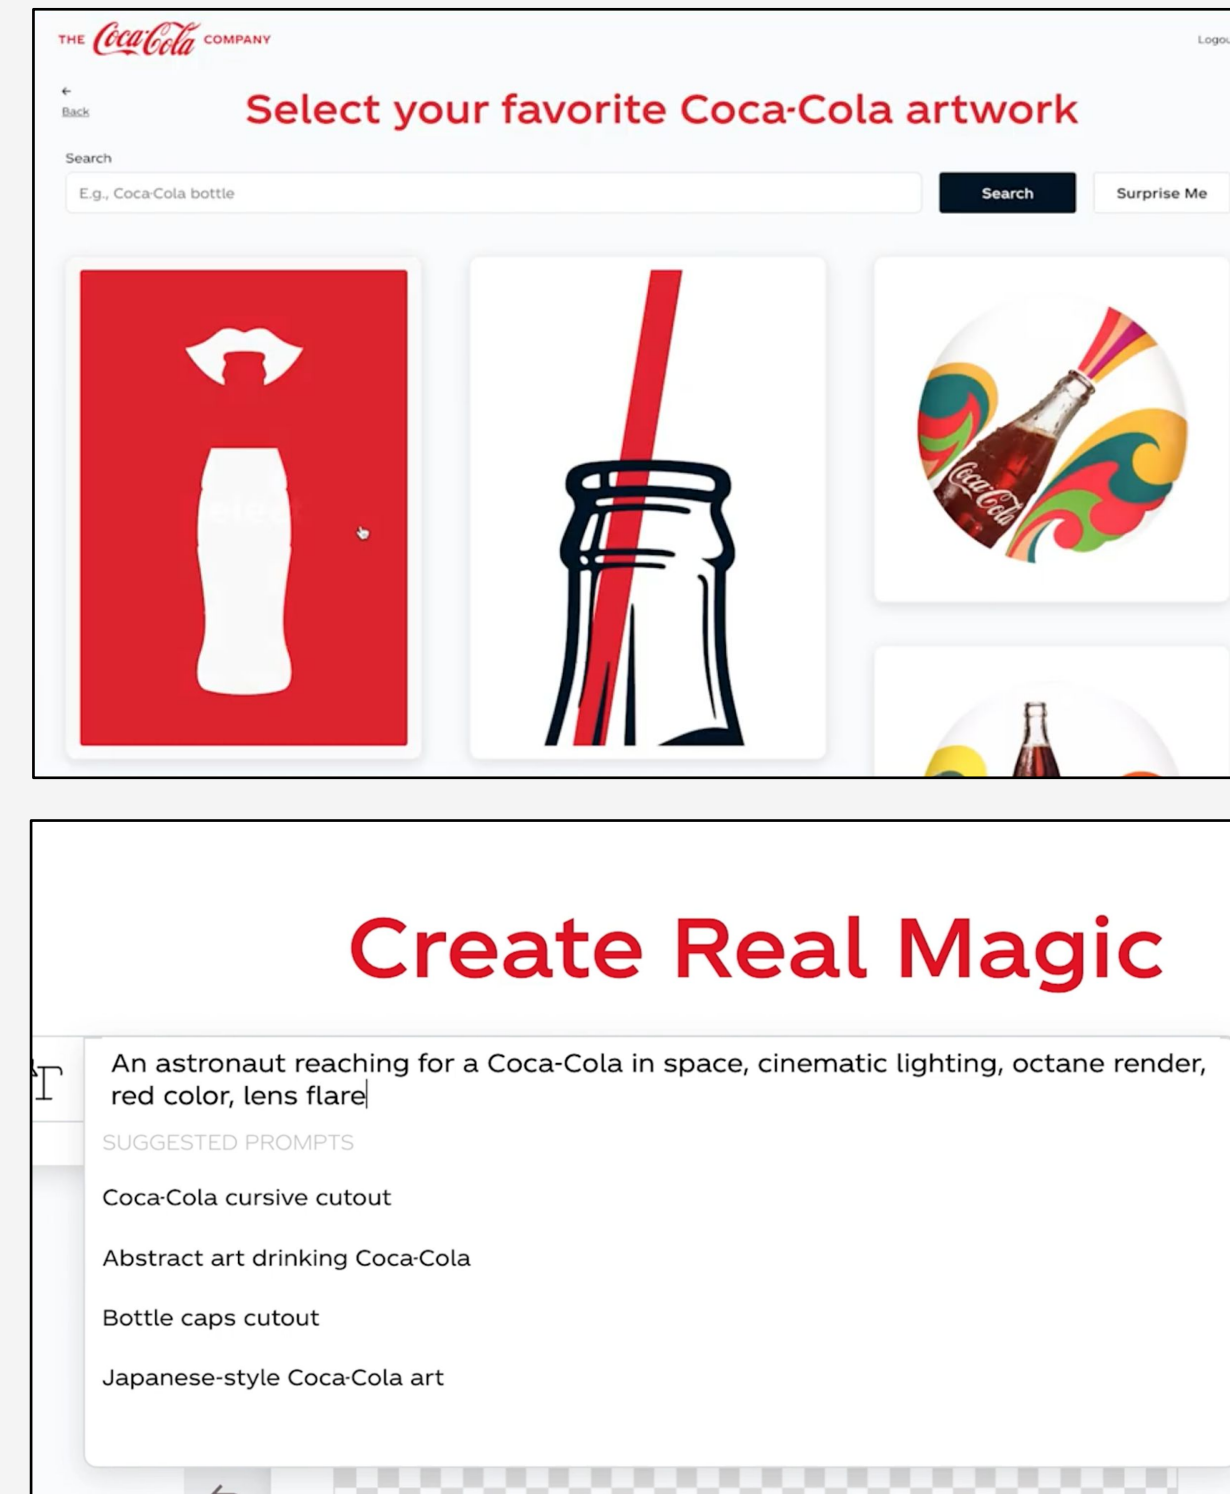 THE Coca-Cola COMPANY
Back
Select your favorite Coca-Cola artwork
Search
E.g., Coca-Cola bottle
Search
Surprise Me
Coca-Cola
Create Real Magic
T
An astronaut reaching for a Coca-Cola in space, cinematic lighting, octane render,
red color, lens flare
SUGGESTED PROMPTS
Coca-Cola cursive cutout
Abstract art drinking Coca-Cola
Bottle caps cutout
Japanese-style Coca-Cola art